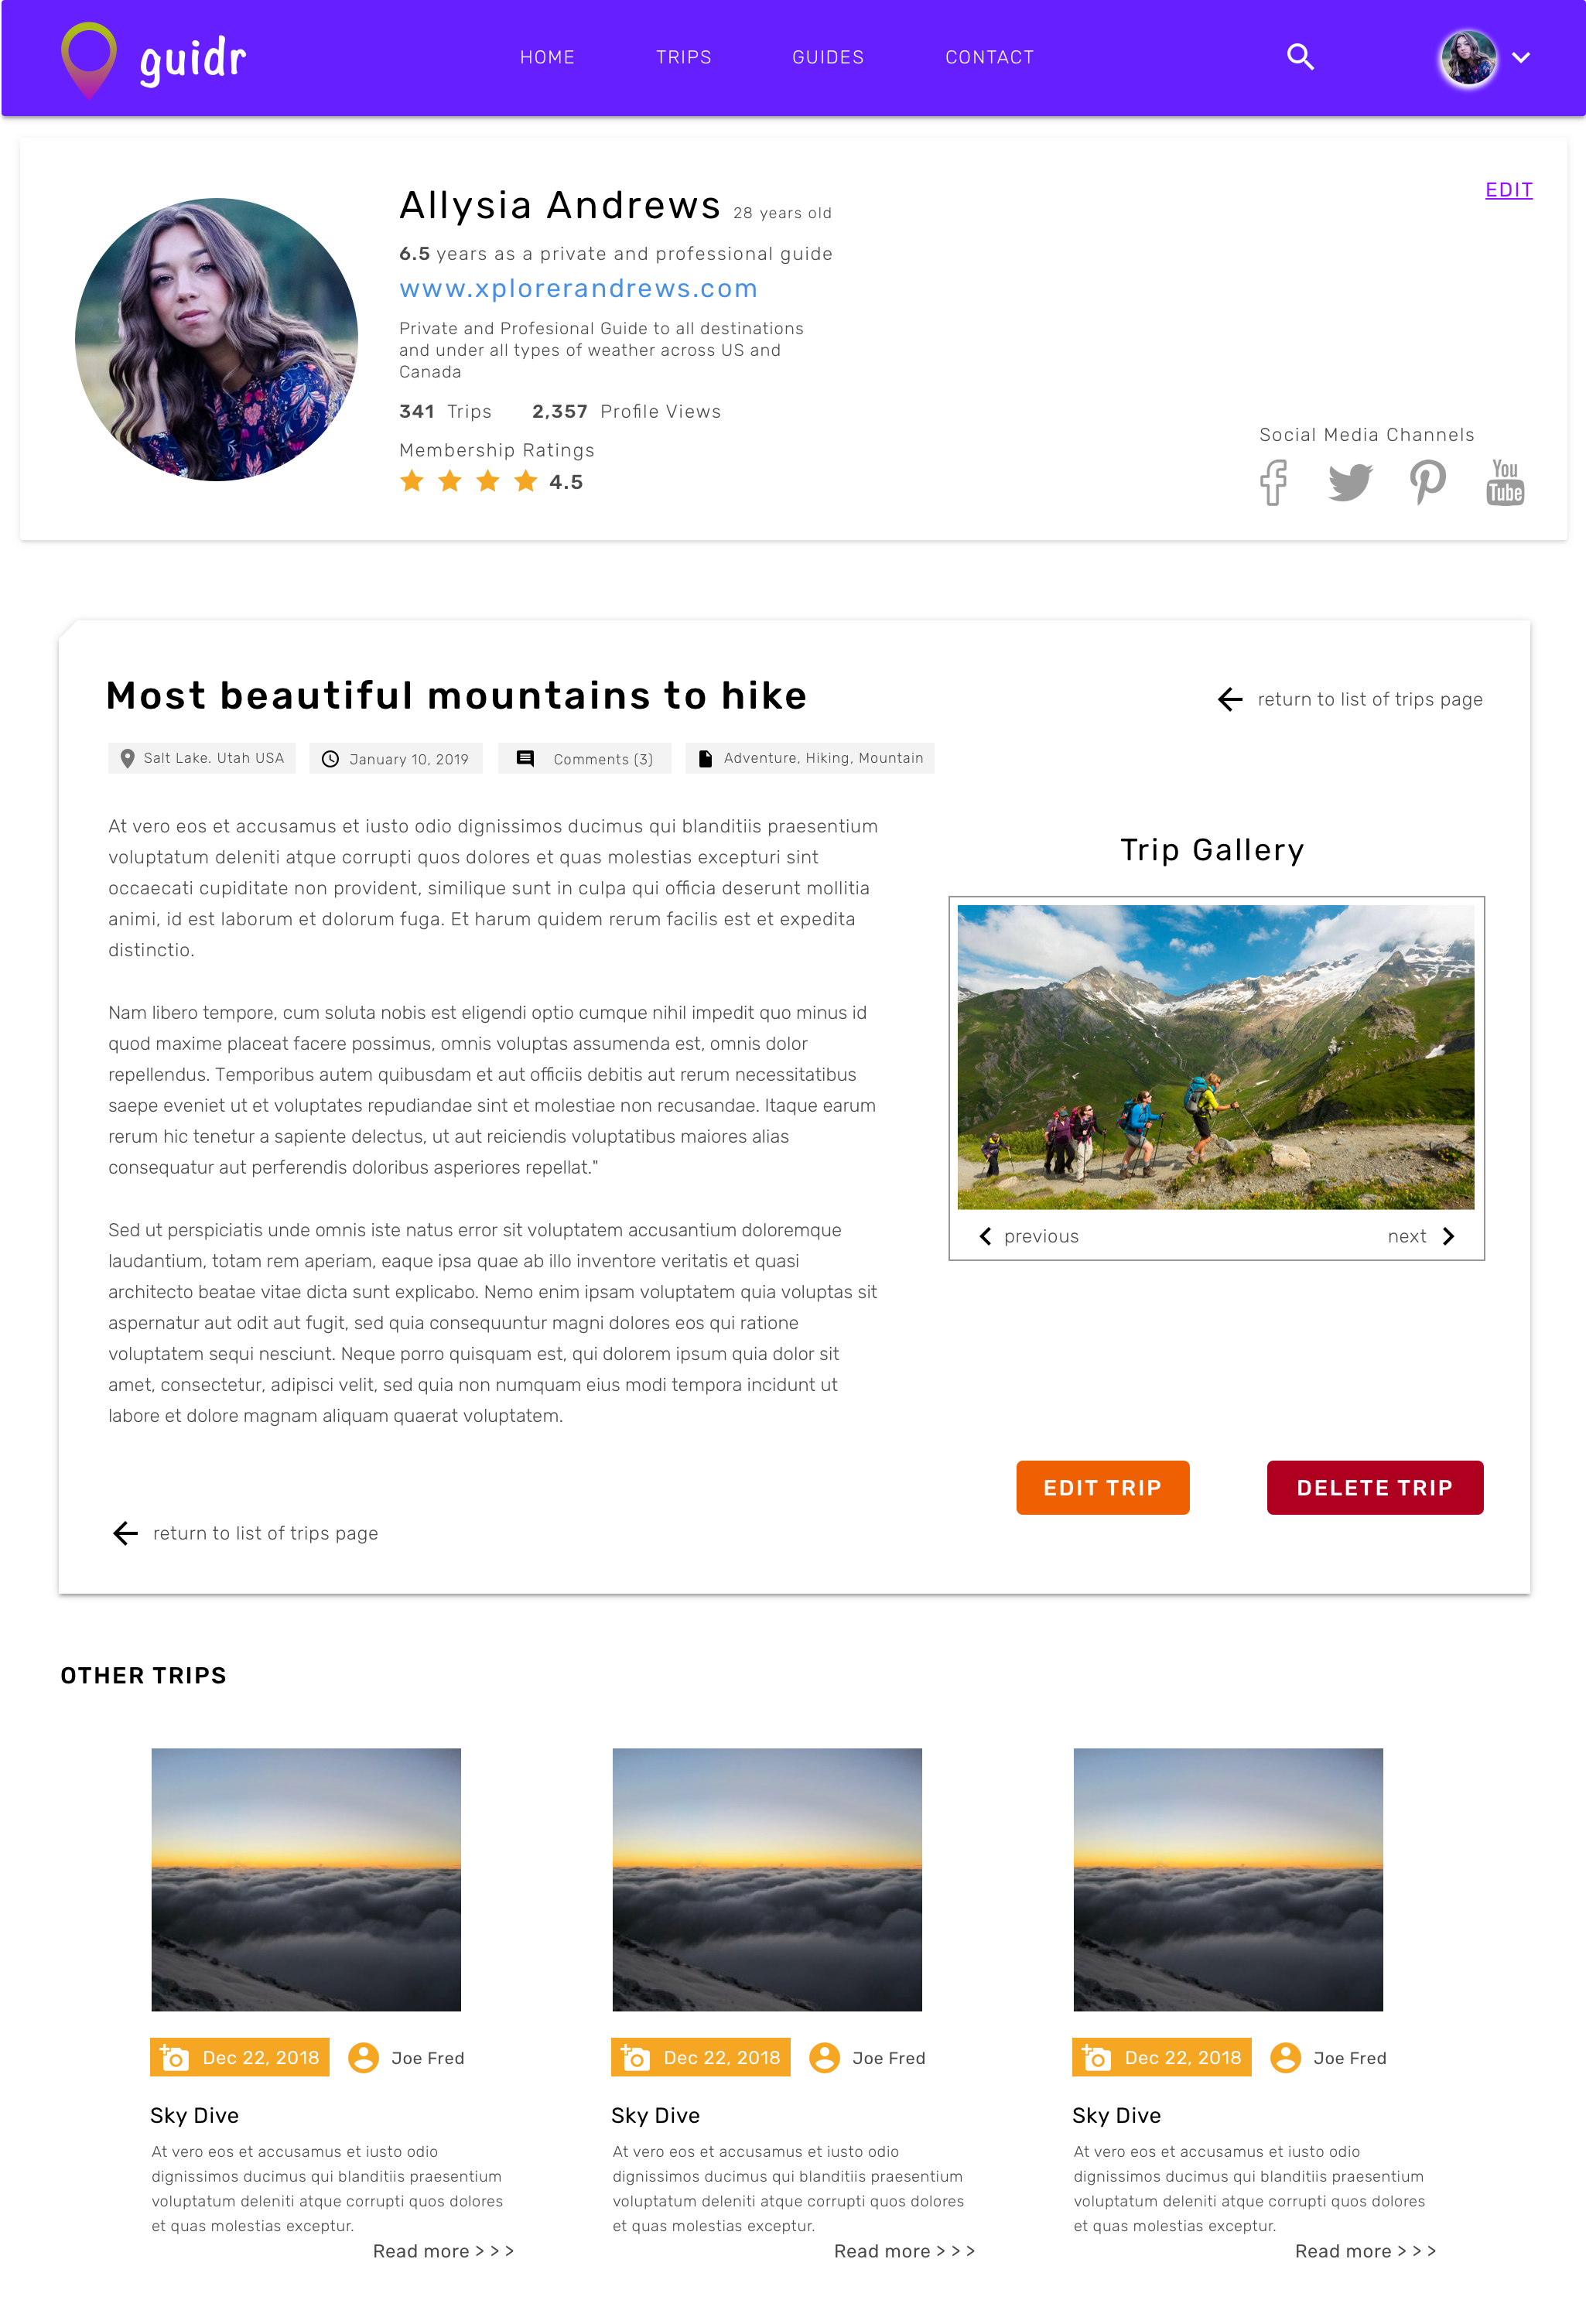 guidr
HOME TRIPS GUIDES CONTACT
Allysia Andrews 28 years old
EDIT
6.5 years as a private and professional guide
www.xplorerandrews.com
Private and Profesional Guide to all destinations
and under all types of weather across US and
Canada
341 Trips 2,357 Profile Views
Membership Ratings
4.5
Social Media Channels
You
Tube
Most beautiful mountains to hike
return to list of trips page
Salt Lake. Utah USA January 10, 2019 Comments (3) Adventure, Hiking, Mountain
At vero eos et accusamus et iusto odio dignissimos ducimus qui blanditiis praesentium
voluptatum deleniti atque corrupti quos dolores et quas molestias excepturi sint
occaecati cupiditate non provident, similique sunt in culpa qui officia deserunt mollitia
animi, id est laborum et dolorum fuga. Et harum quidem rerum facilis est et expedita
distinctio.
Nam libero tempore, cum soluta nobis est eligendi optio cumque nihil impedit quo minus id
quod maxime placeat facere possimus, omnis voluptas assumenda est, omnis dolor
repellendus. Temporibus autem quibusdam et aut officiis debitis aut rerum necessitatibus
saepe eveniet ut et voluptates repudiandae sint et molestiae non recusandae. Itaque earum
rerum hic tenetur a sapiente delectus, ut aut reiciendis voluptatibus maiores alias
consequatur aut perferendis doloribus asperiores repellat."
Sed ut perspiciatis unde omnis iste natus error sit voluptatem accusantium doloremque
laudantium, totam rem aperiam, eaque ipsa quae ab illo inventore veritatis et quasi
architecto beatae vitae dicta sunt explicabo. Nemo enim ipsam voluptatem quia voluptas sit
aspernatur aut odit aut fugit, sed quia consequuntur magni dolores eos qui ratione
voluptatem sequi nesciunt. Neque porro quisquam est, qui dolorem ipsum quia dolor sit
amet, consectetur, adipisci velit, sed quia non numquam eius modi tempora incidunt ut
labore et dolore magnam aliquam quaerat voluptatem.
Trip Gallery
previous next
EDIT TRIP DELETE TRIP
return to list of trips page
OTHER TRIPS
Dec 22, 2018 Joe Fred
Sky Dive
At vero eos et accusamus et iusto odio
dignissimos ducimus qui blanditiis praesentium
voluptatum deleniti atque corrupti quos dolores
et quas molestias exceptur.
Read more > > >
Dec 22, 2018 Joe Fred
Sky Dive
At vero eos et accusamus et iusto odio
dignissimos ducimus qui blanditiis praesentium
voluptatum deleniti atque corrupti quos dolores
et quas molestias exceptur.
Read more > > >
Dec 22, 2018 Joe Fred
Sky Dive
At vero eos et accusamus et iusto odio
dignissimos ducimus qui blanditiis praesentium
voluptatum deleniti atque corrupti quos dolores
et quas molestias exceptur.
Read more > > >